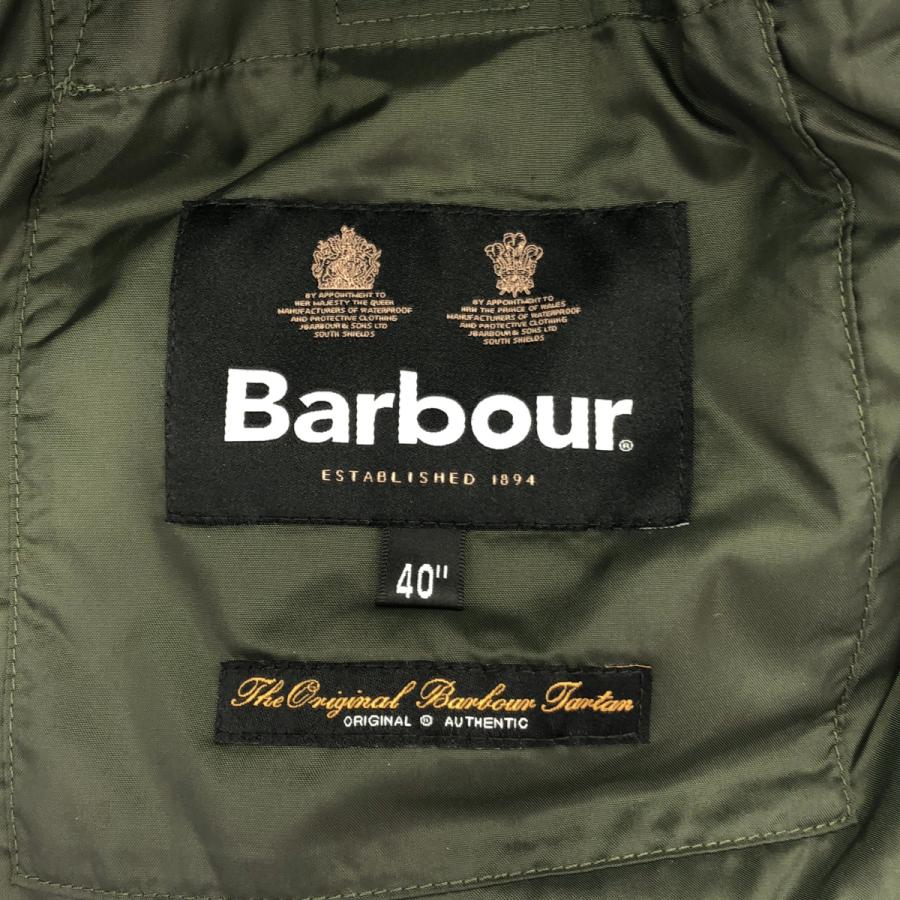 BY APPOINTMENT TO
HER MAJESTY THE QUEEN
MANUFACTURERS OF WATERPROOF
AND PROTECTIVE CLOTHING
J BARBOUR & SONS LTD
SOUTH SHIELDS
BY APPOINTMENT TO
HRH THE PRINCE OF WALES
MANUFACTURERS OF WATERPROOF
AND PROTECTIVE CLOTHING
J BARBOUR & SONS LTD
SOUTH SHIELDS
Barbour®
ESTABLISHED 1894
40"
The Original Barbour Tartan
ORIGINAL ® AUTHENTIC